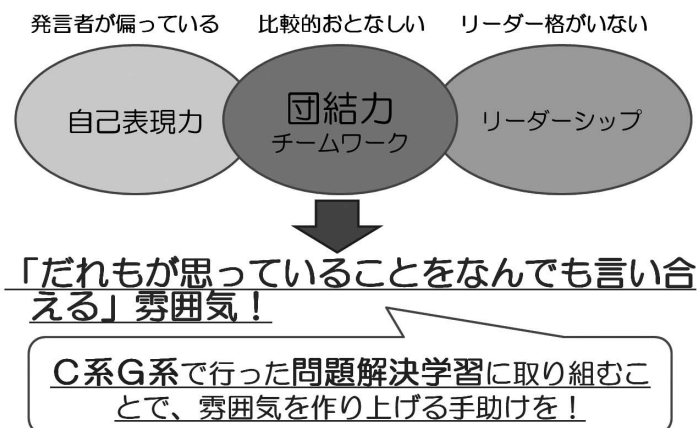 発言者が偏っている
比較的おとなしい
リーダー格がいない
自己表現力
団結力
チームワーク
リーダーシップ
「だれもが思っていることをなんでも言い合
える」雰囲気！
C系G系で行った問題解決学習に取り組むこ
とで、雰囲気を作り上げる手助けを！